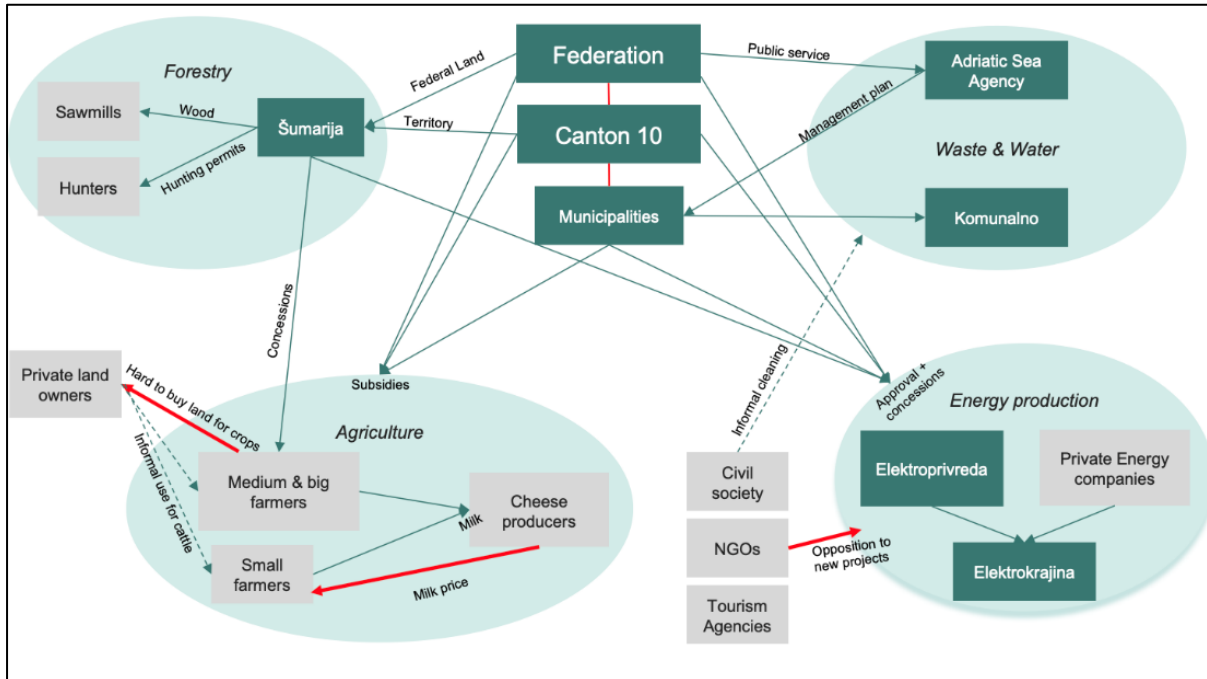 Forestry
Sawmills
Wood
Hunters
Hunting permits
Šumarija
Federal Land
Territory
Federation
Canton 10
Municipalities
Public service
Management plan
Adriatic Sea
Agency
Waste & Water
Komunalno
Concessions
Subsidies
Private land
owners
Hard to buy land for crops
Informal use for cattle
Agriculture
Medium & big
farmers
Small
farmers
Milk
Cheese
producers
Milk price
Informal cleaning
Civil
society
NGOs
Tourism
Agencies
Opposition to
new projects
Approval +
concessions
Energy production
Elektroprivreda
Private Energy
companies
Elektrokrajina